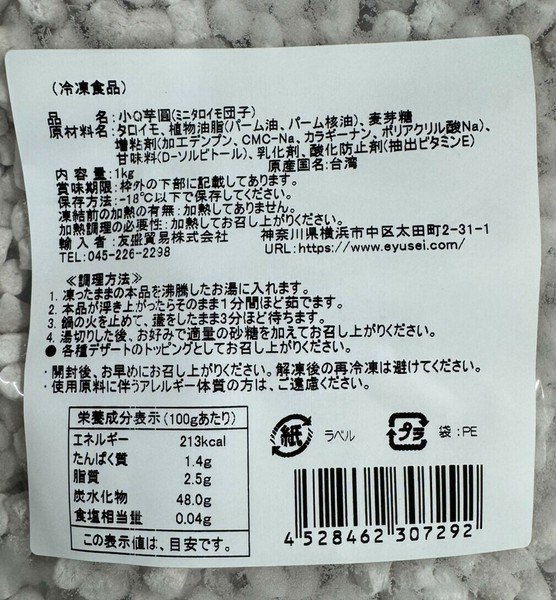 (冷凍食品)
品　　名:小Q芋圓(ミニタロイモ団子)
原材料名:タロイモ、植物油脂(パーム油、パーム核油)、麦芽糖
増粘剤(加工デンプン、CMC-Na、カラギーナン、ポリアクリル酸Na)、
甘味料(D-ソルビトール)、乳化剤、酸化防止剤(抽出ビタミンE)
内 容 量:1kg　　原産国名:台湾
賞味期限:枠外の下部に記載してあります。
保存方法:-18℃以下で保存してください。
凍結前の加熱の有無:加熱してありません。
加熱調理の必要性:加熱してお召し上がりください。
輸 入 者:友盛貿易株式会社　　神奈川県横浜市中区太田町2-31-1
TEL:045-226-2298　　URL:https://www.eyusei.com/
≪調理方法≫
1. 凍ったままの本品を沸騰したお湯に入れます。
2. 本品が浮き上がったらそのまま1分間ほど茹でます。
3. 鍋の火を止めて、蓋をしたまま3分ほど待ちます。
4. 湯切りした後、お好みで適量の砂糖を加えてお召し上がりください。
● 各種デザートのトッピングとしてお召し上がりください。
・開封後、お早めにお召し上がりください。解凍後の再冷凍は避けてください。
・使用原料に伴うアレルギー体質の方は、ご遠慮ください。
栄養成分表示(100gあたり)
エネルギー 213kcal
たんぱく質 1.4g
脂質 2.5g
炭水化物 48.0g
食塩相当量 0.04g
この表示値は、目安です。
紙 ラベル
プラ 袋:PE
4 528462 307292